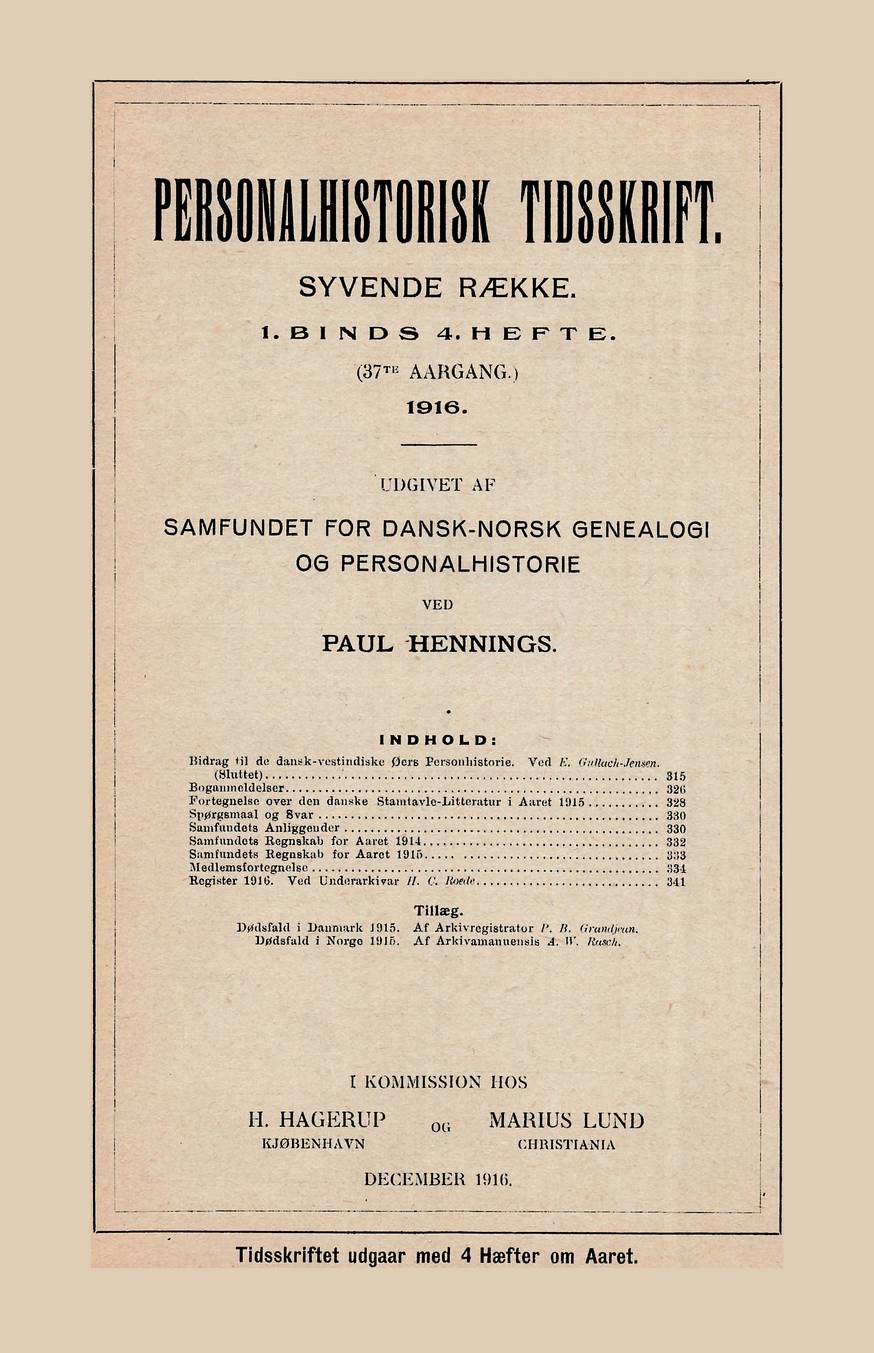 PERSONALHISTORISK TIDSSKRIFT.
SYVENDE RÆKKE.
1. BINDS 4. HEFTE.
(37TE AARGANG.)
1916.
UDGIVET AF
SAMFUNDET FOR DANSK-NORSK GENEALOGI
OG PERSONALHISTORIE
VED
PAUL HENNINGS.
INDHOLD:
Bidrag til de dansk-vestindiske Øers Personhistorie. Ved E. Gullach-Jensen.
(Sluttet) 315
Boganmeldelser 326
Fortegnelse over den danske Stamtavle-Litteratur i Aaret 1915 328
Spørgsmaal og Svar 330
Samfundets Anliggender 330
Samfundets Regnskab for Aaret 1914 332
Samfundets Regnskab for Aaret 1915 333
Medlemsfortegnelse 334
Register 1916. Ved Underarkivar H. C. Roede 341
Tillæg.
Dødsfald i Danmark 1915. Af Arkivregistrator P. B. Grandjean.
Dødsfald i Norge 1915. Af Arkivamanuensis A. W. Rasch.
I KOMMISSION HOS
H. HAGERUP OG MARIUS LUND
KJØBENHAVN CHRISTIANIA
DECEMBER 1916.
Tidsskriftet udgaar med 4 Hæfter om Aaret.